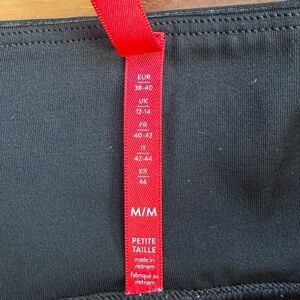 EUR
38-40
UK
12-14
FR
40-42
IT
42-44
KR
66
M/M
PETITE
TAILLE
made in
vietnam
fabriqué au
vietnam